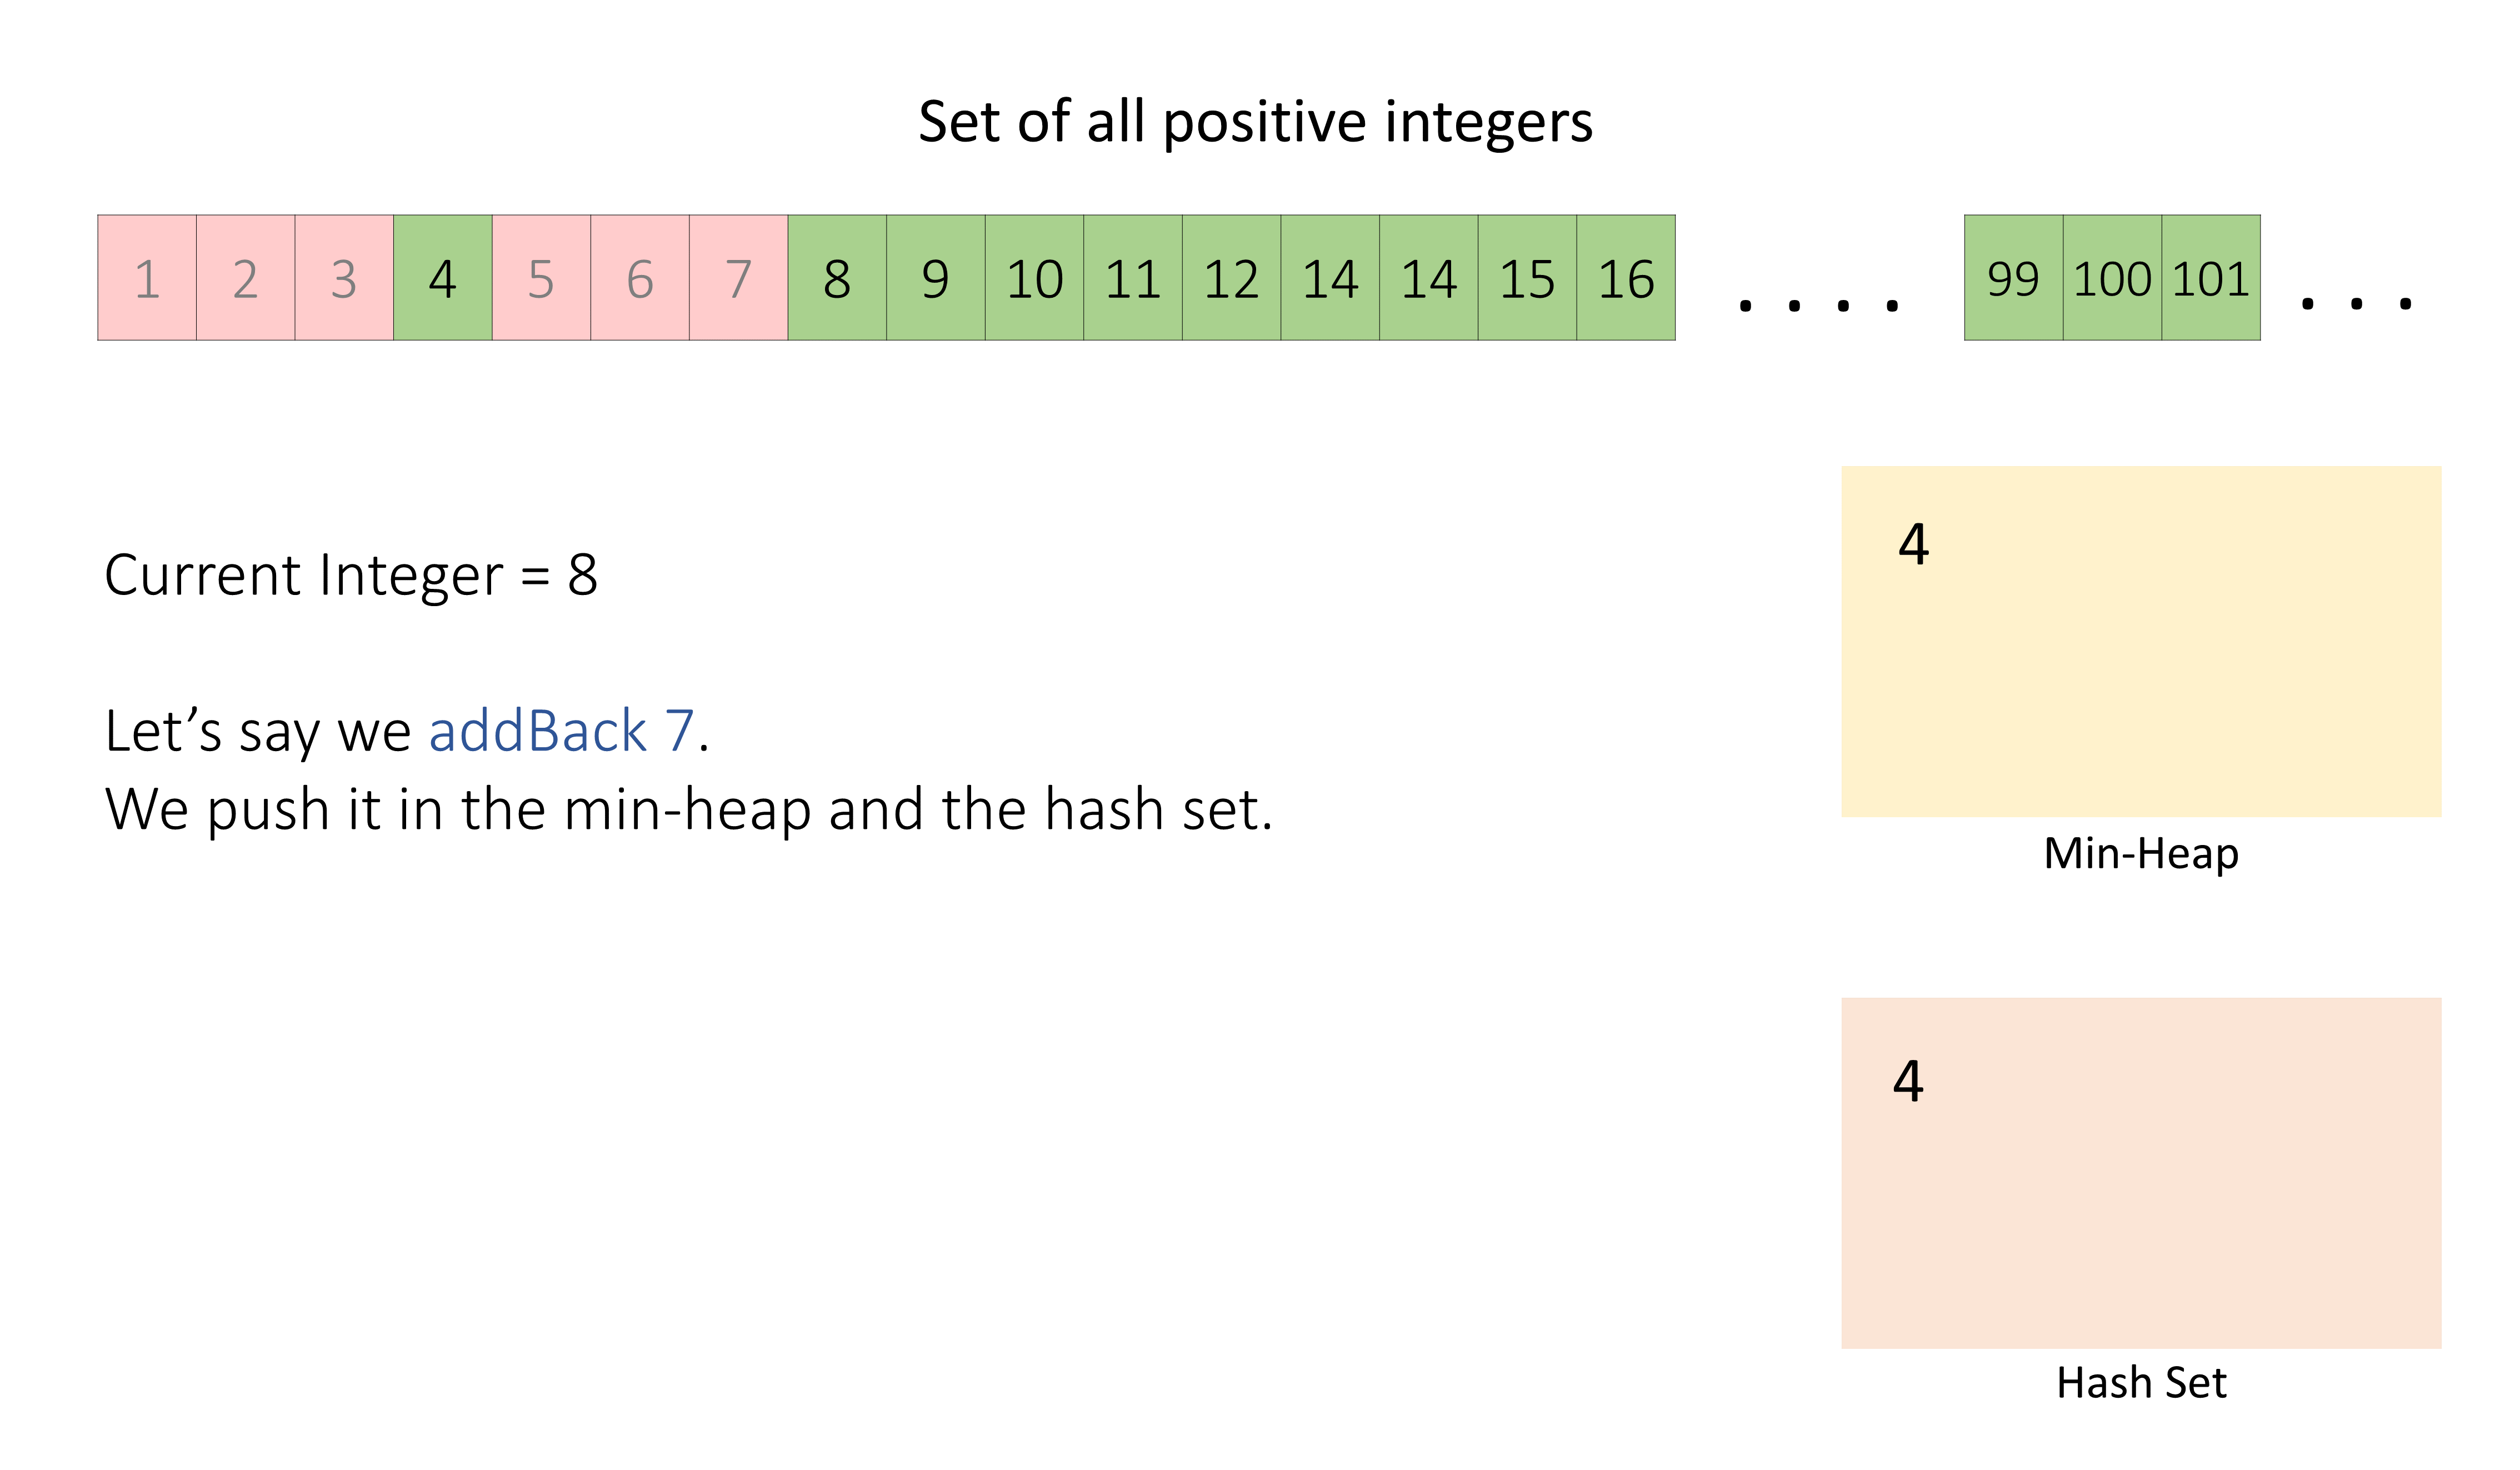 Set of all positive integers
1 2 3 4 5 6 7 8 9 10 11 12 14 14 15 16 . . . . 99 100 101 . . .
4
Current Integer = 8
Let’s say we addBack 7.
We push it in the min-heap and the hash set.
Min-Heap
4
Hash Set